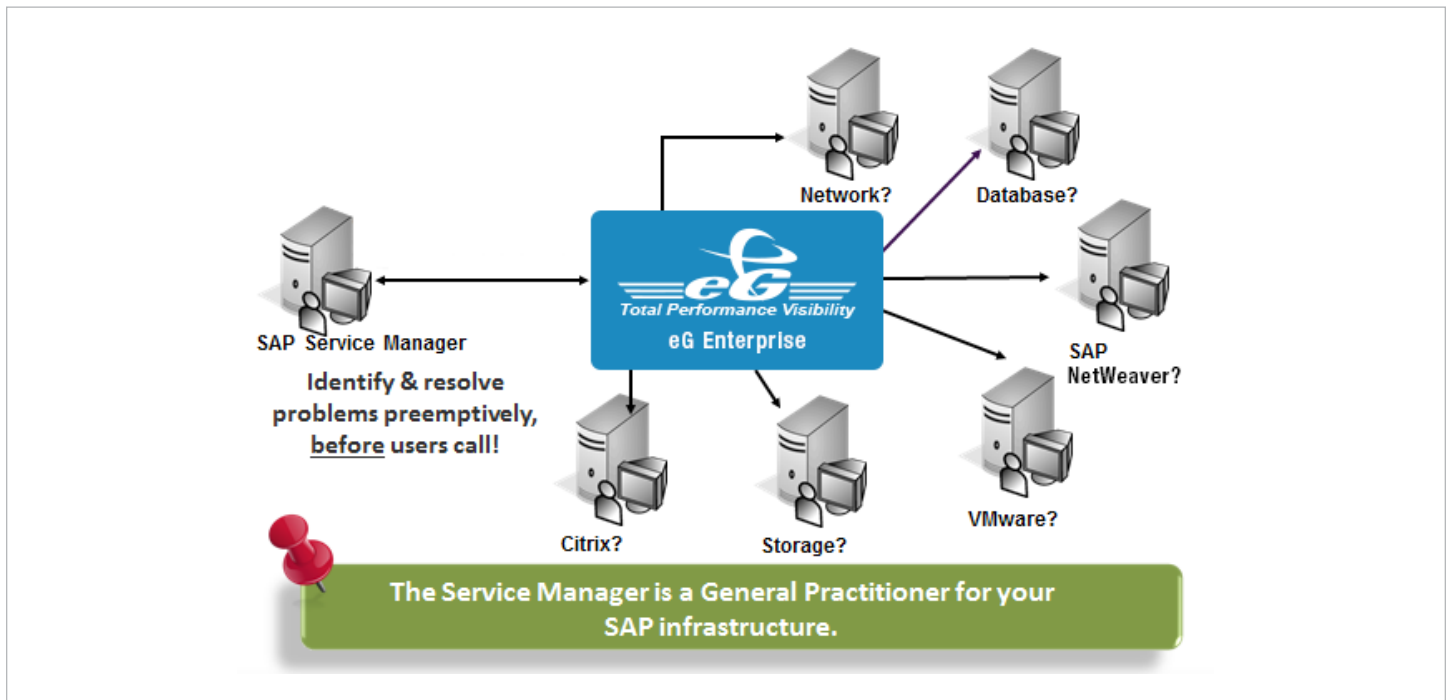 Network?
Database?
eG
Total Performance Visibility
eG Enterprise
SAP Service Manager
Identify & resolve
problems preemptively,
before users call!
SAP
NetWeaver?
VMware?
Citrix?
Storage?
The Service Manager is a General Practitioner for your
SAP infrastructure.